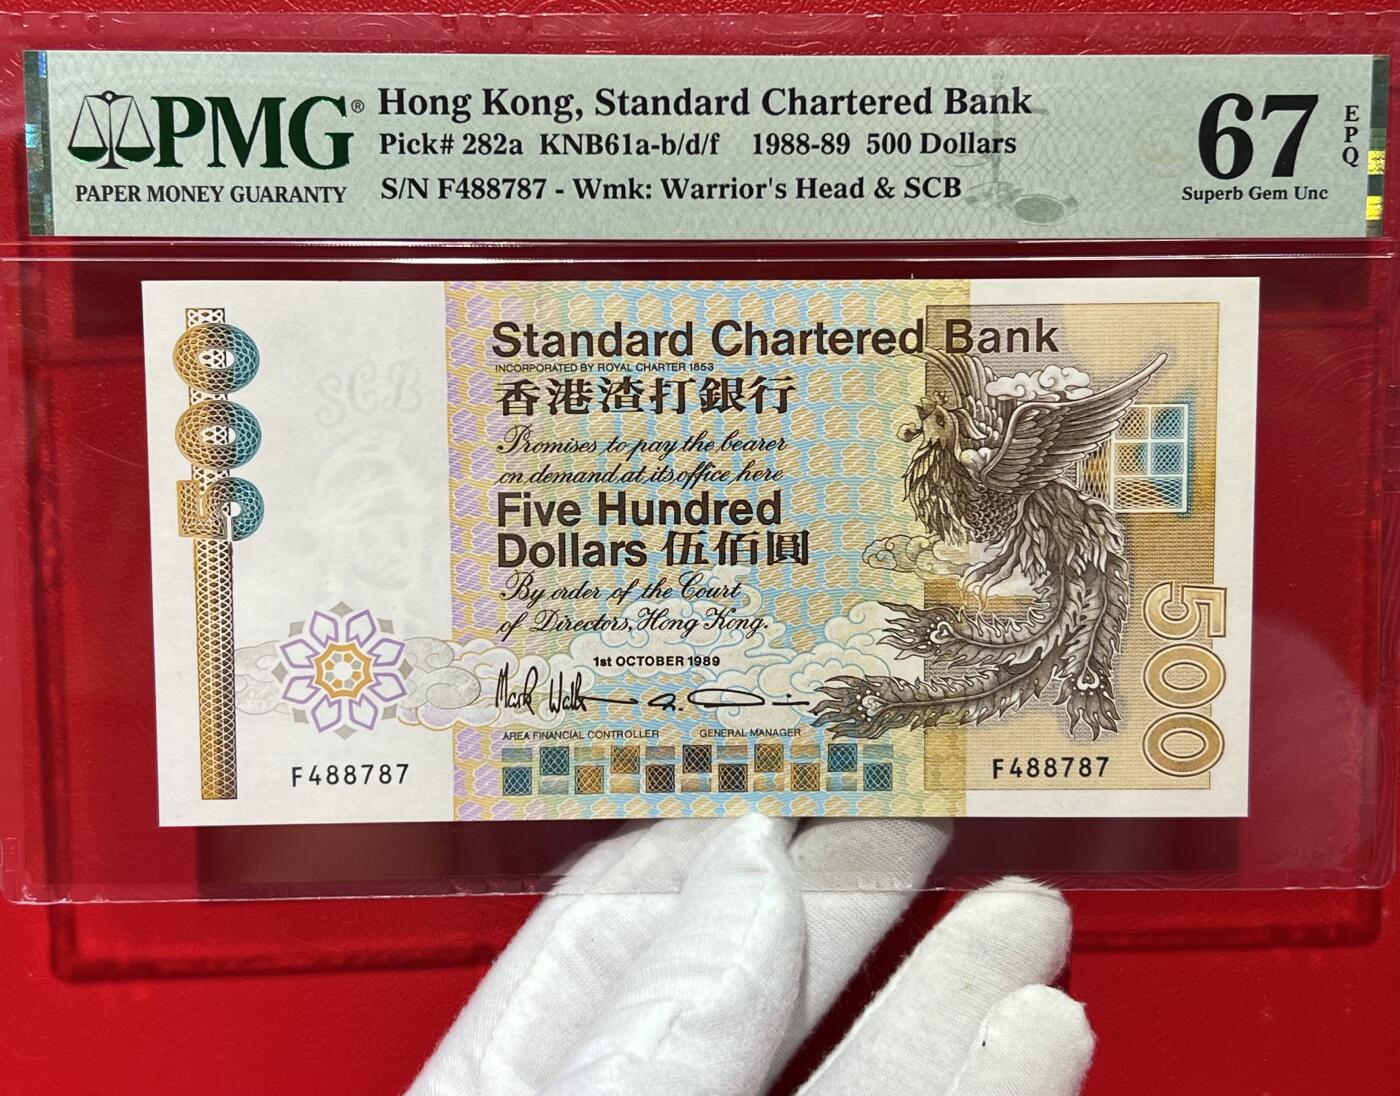 PMG®
PAPER MONEY GUARANTY
Hong Kong, Standard Chartered Bank
Pick# 282a KNB61a-b/d/f 1988-89 500 Dollars
S/N F488787 - Wmk: Warrior's Head & SCB
67
EPQ
Superb Gem Unc
500
SCB
Standard Chartered Bank
INCORPORATED BY ROYAL CHARTER 1853
香港渣打銀行
Promises to pay the bearer
on demand at its office here
Five Hundred
Dollars 伍佰圓
By order of the Court
of Directors, Hong Kong.
1st OCTOBER 1989
AREA FINANCIAL CONTROLLER GENERAL MANAGER
F488787
F488787
500